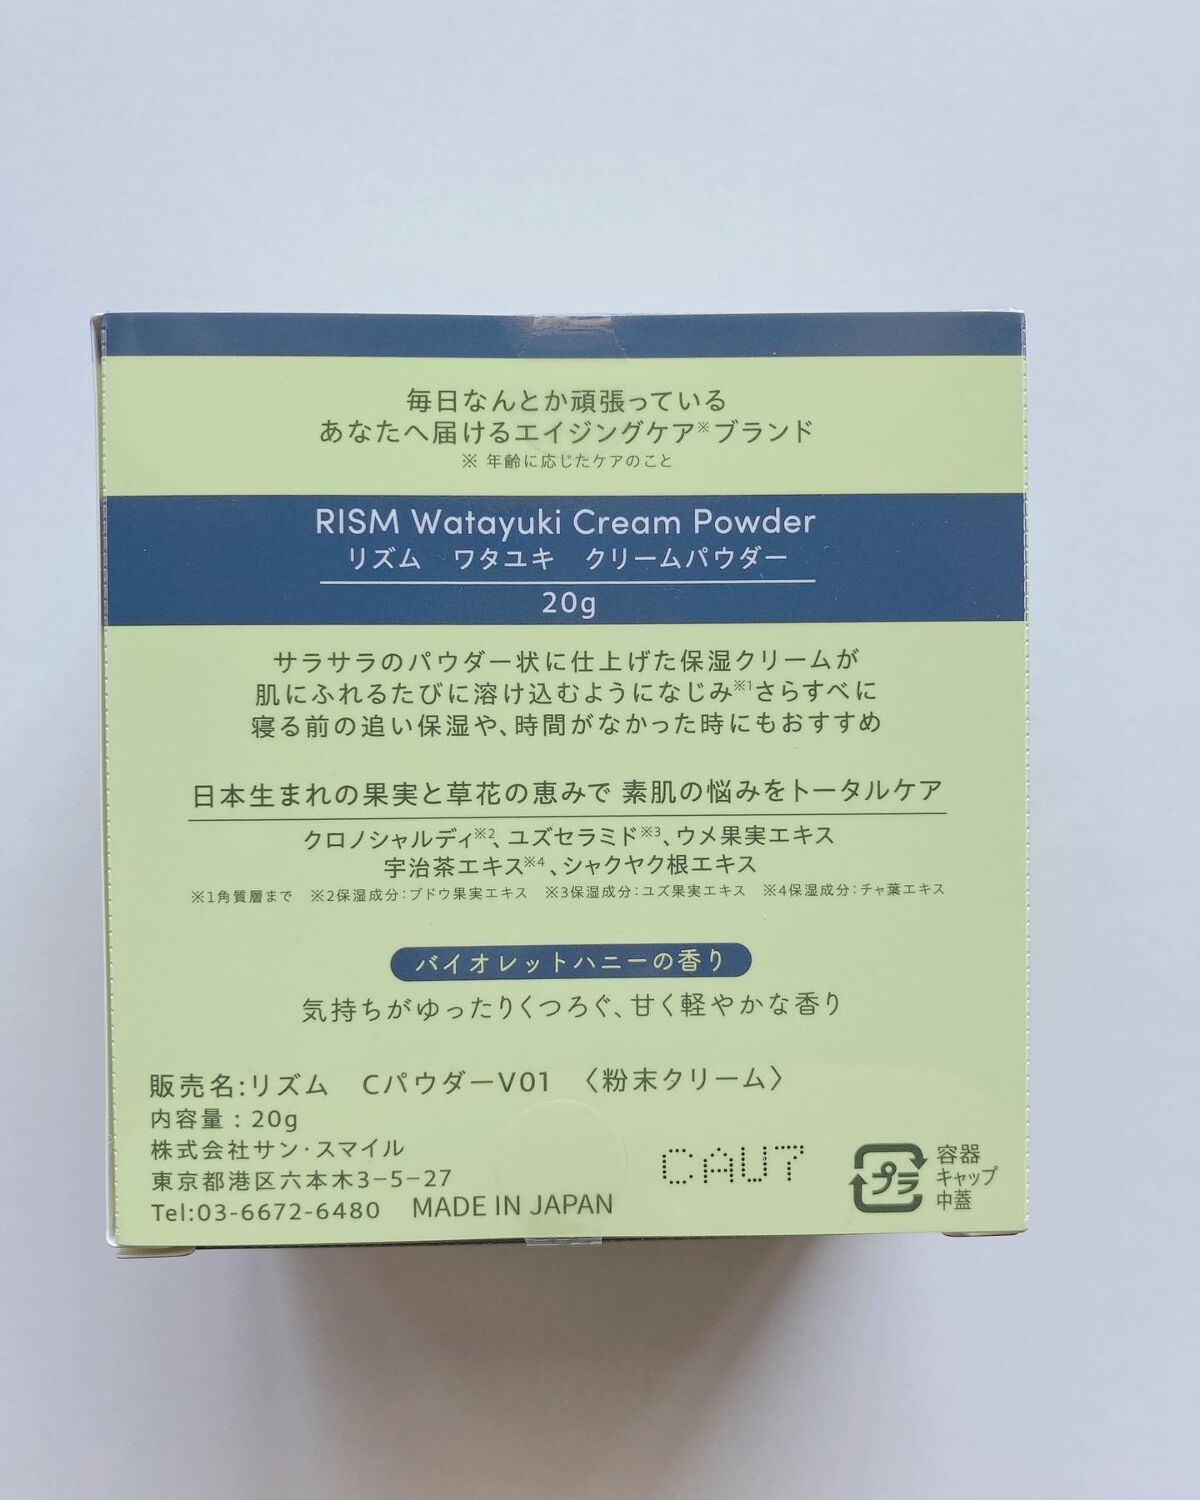 毎日なんとか頑張っている
あなたへ届けるエイジングケア※ブランド
※ 年齢に応じたケアのこと
RISM Watayuki Cream Powder
リズム ワタユキ クリームパウダー
20g
サラサラのパウダー状に仕上げた保湿クリームが
肌にふれるたびに溶け込むようになじみ※1さらすべに
寝る前の追い保湿や、時間がなかった時にもおすすめ
日本生まれの果実と草花の恵みで 素肌の悩みをトータルケア
クロノシャルディ※2、ユズセラミド※3、ウメ果実エキス
宇治茶エキス※4、シャクヤク根エキス
※1角質層まで ※2保湿成分：ブドウ果実エキス ※3保湿成分：ユズ果実エキス ※4保湿成分：チャ葉エキス
バイオレットハニーの香り
気持ちがゆったりくつろぐ、甘く軽やかな香り
販売名:リズム CパウダーV01 〈粉末クリーム〉
内容量：20g
株式会社サン・スマイル
東京都港区六本木3-5-27
Tel:03-6672-6480 MADE IN JAPAN
CAU7
プラ
容器
キャップ
中蓋